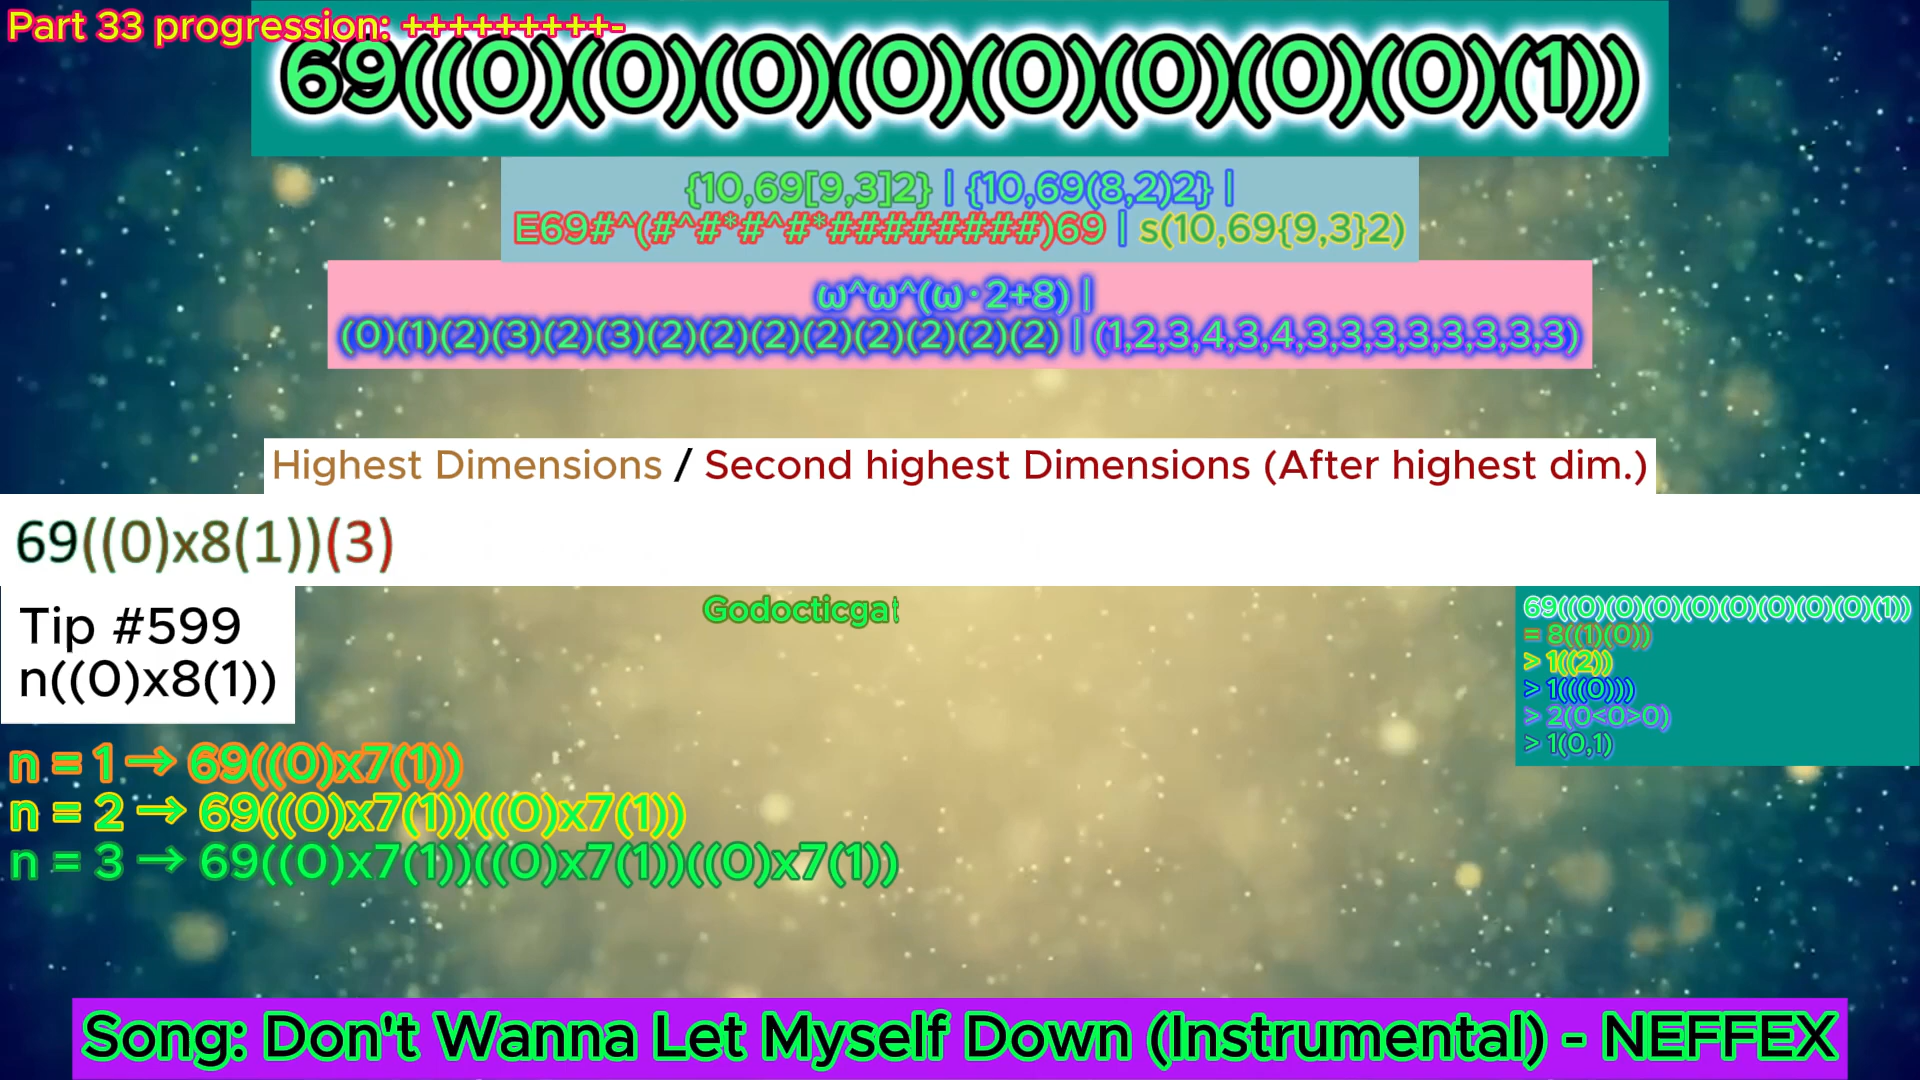 Part 33 progression: +++++++++-
69((0)(0)(0)(0)(0)(0)(0)(0)(1))
{10,69[9,3]2} | {10,69(8,2)2} |
E69#^(#^#*#^#*########)69 | s(10,69{9,3}2)
ω^ω^(ω·2+8) |
(0)(1)(2)(3)(2)(3)(2)(2)(2)(2)(2)(2)(2)(2) | (1,2,3,4,3,4,3,3,3,3,3,3,3,3)
Highest Dimensions / Second highest Dimensions (After highest dim.)
69((0)x8(1))(3)
Tip #599
n((0)x8(1))
Godocticgat
69((0)(0)(0)(0)(0)(0)(0)(0)(1))
= 8((1)(0))
> 1((2))
> 1(((0)))
> 2(0<0>0)
> 1(0,1)
n = 1 → 69((0)x7(1))
n = 2 → 69((0)x7(1))((0)x7(1))
n = 3 → 69((0)x7(1))((0)x7(1))((0)x7(1))
Song: Don't Wanna Let Myself Down (Instrumental) - NEFFEX